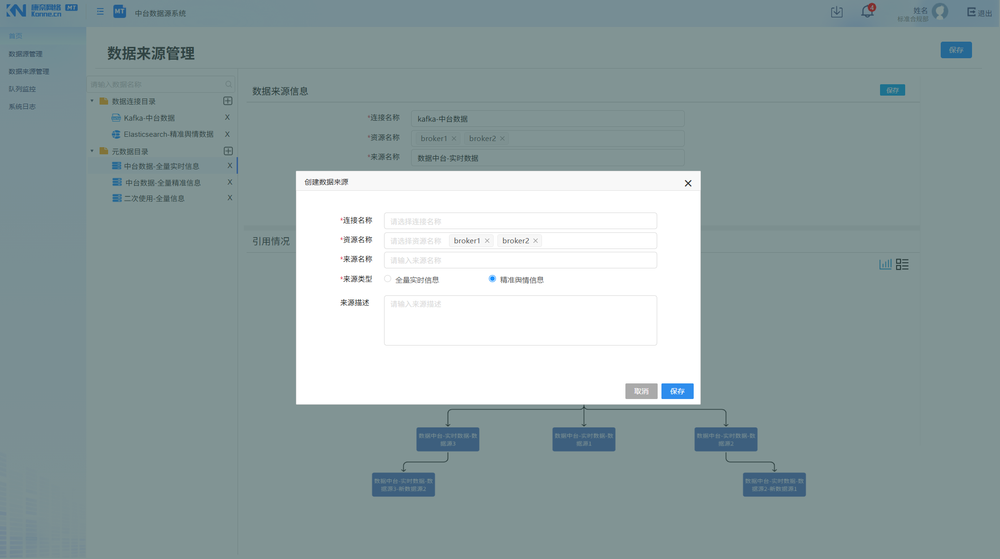 康奈网络 MT
Konne.cn
MT
中台数据源系统
4
姓名
标准合规部
退出
首页
数据源管理
数据来源管理
队列监控
系统日志
数据来源管理
保存
请输入数据名称
数据连接目录
Kafka-中台数据 X
Elasticsearch-精准舆情数据 X
元数据目录
中台数据-全量实时信息 X
中台数据-全量精准信息 X
二次使用-全量信息 X
数据来源信息
保存
*连接名称 kafka-中台数据
*资源名称 broker1 × broker2 ×
*来源名称 数据中台-实时数据
引用情况
创建数据来源 ×
*连接名称 请选择连接名称
*资源名称 请选择资源名称 broker1 × broker2 ×
*来源名称 请输入来源名称
*来源类型 全量实时信息 精准舆情信息
来源描述 请输入来源描述
取消 保存
数据中台-实时数据-数
据源3
数据中台-实时数据-数
据源1
数据中台-实时数据-数
据源2
数据中台-实时数据-数
据源3-新数据源2
数据中台-实时数据-数
据源2-新数据源1